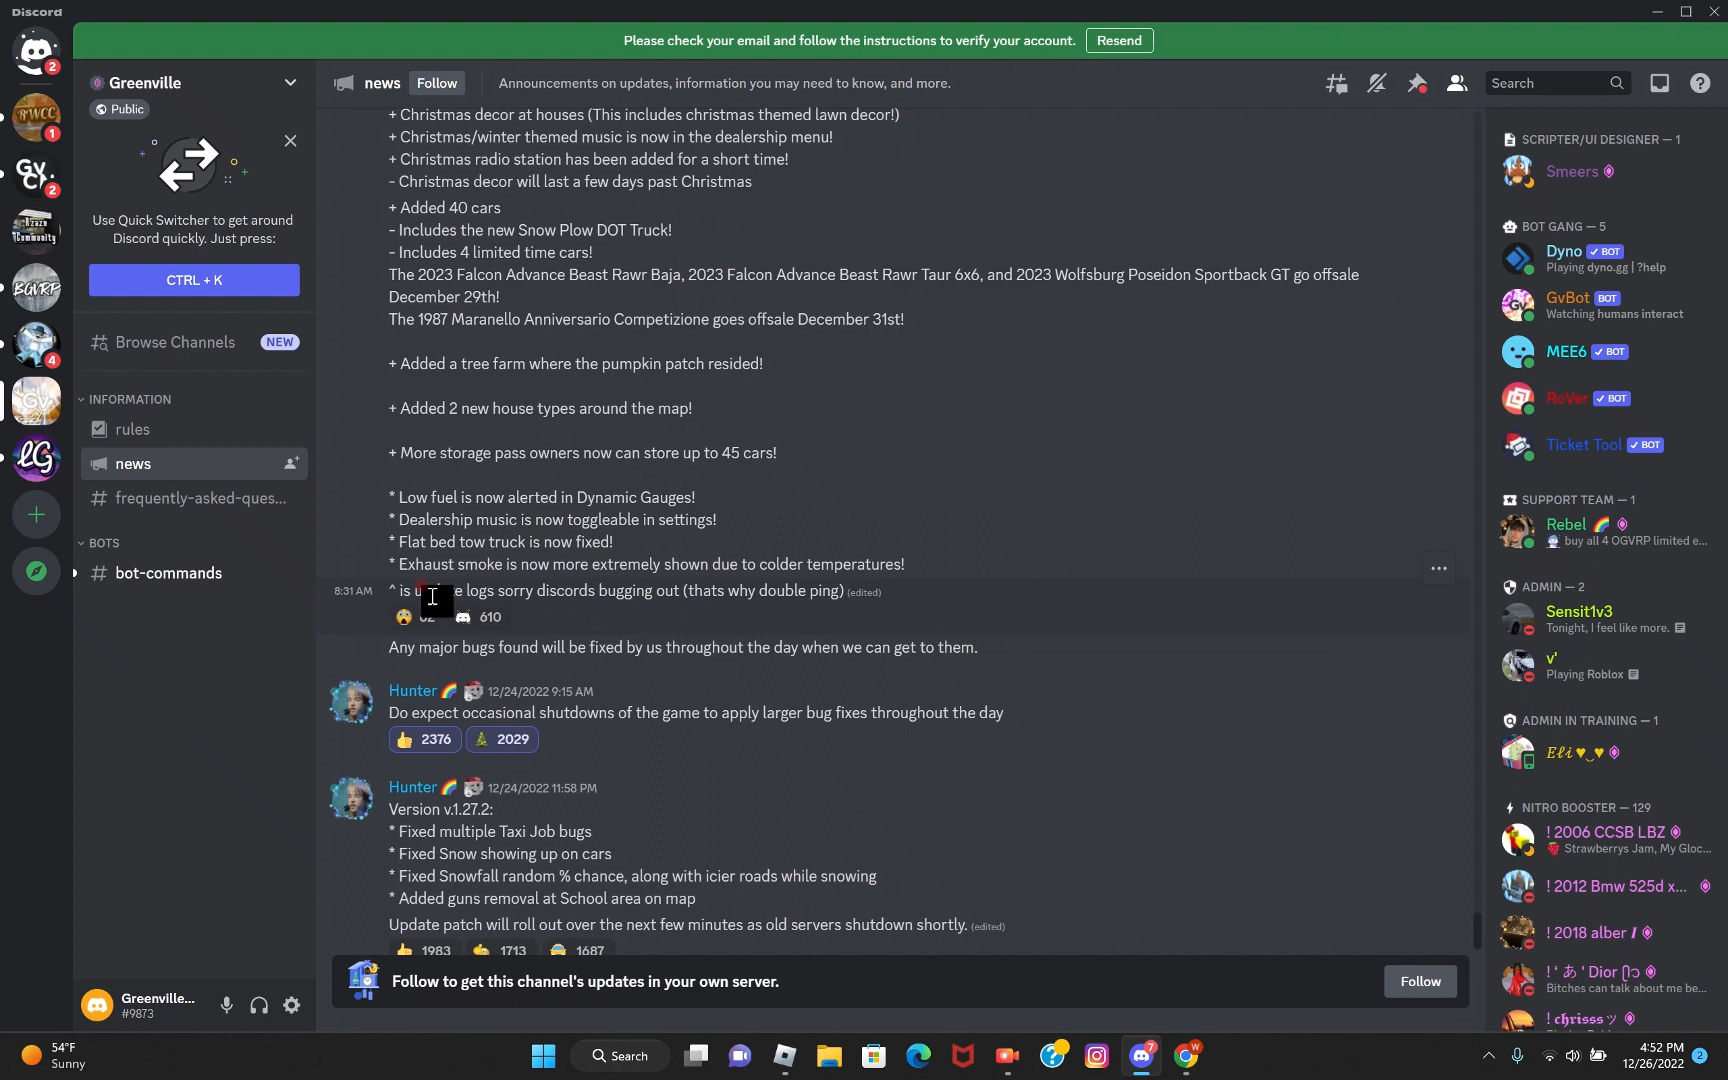 Discord
Please check your email and follow the instructions to verify your account.
Resend
Greenville
Public
Use Quick Switcher to get around
Discord quickly. Just press:
CTRL + K
Browse Channels
NEW
INFORMATION
rules
news
frequently-asked-ques...
BOTS
bot-commands
Greenville...
#9873
news
Follow
Announcements on updates, information you may need to know, and more.
Search
+ Christmas decor at houses (This includes christmas themed lawn decor!)
+ Christmas/winter themed music is now in the dealership menu!
+ Christmas radio station has been added for a short time!
- Christmas decor will last a few days past Christmas
+ Added 40 cars
- Includes the new Snow Plow DOT Truck!
- Includes 4 limited time cars!
The 2023 Falcon Advance Beast Rawr Baja, 2023 Falcon Advance Beast Rawr Taur 6x6, and 2023 Wolfsburg Poseidon Sportback GT go offsale
December 29th!
The 1987 Maranello Anniversario Competizione goes offsale December 31st!
+ Added a tree farm where the pumpkin patch resided!
+ Added 2 new house types around the map!
+ More storage pass owners now can store up to 45 cars!
* Low fuel is now alerted in Dynamic Gauges!
* Dealership music is now toggleable in settings!
* Flat bed tow truck is now fixed!
* Exhaust smoke is now more extremely shown due to colder temperatures!
8:31 AM
^ is logs sorry discords bugging out (thats why double ping) (edited)
610
Any major bugs found will be fixed by us throughout the day when we can get to them.
Hunter 🌈 12/24/2022 9:15 AM
Do expect occasional shutdowns of the game to apply larger bug fixes throughout the day
👍 2376 🎄 2029
Hunter 🌈 12/24/2022 11:58 PM
Version v.1.27.2:
* Fixed multiple Taxi Job bugs
* Fixed Snow showing up on cars
* Fixed Snowfall random % chance, along with icier roads while snowing
* Added guns removal at School area on map
Update patch will roll out over the next few minutes as old servers shutdown shortly. (edited)
1983 1713 1687
Follow to get this channel's updates in your own server.
Follow
SCRIPTER/UI DESIGNER — 1
Smeers
BOT GANG — 5
Dyno ✓ BOT
Playing dyno.gg | ?help
GvBot BOT
Watching humans interact
MEE6 ✓ BOT
RoVer ✓ BOT
Ticket Tool ✓ BOT
SUPPORT TEAM — 1
Rebel 🌈
buy all 4 OGVRP limited e...
ADMIN — 2
Sensit1v3
Tonight, I feel like more.
v'
Playing Roblox
ADMIN IN TRAINING — 1
𝓔𝓵𝓲 ♥‿♥
NITRO BOOSTER — 129
! 2006 CCSB LBZ
🍓 Strawberrys Jam, My Gloc...
! 2012 Bmw 525d x...
! 2018 alber 𝑰
! ‘ あ ' Dior
Bitches can talk about me be...
! 𝖈𝖍𝖗𝖎𝖘𝖘𝖘 ツ
RWCC
1
2
2
Azazo
Community
BGVRP
4
Gv
LG
54°F
Sunny
Search
7
W
4:52 PM
12/26/2022
2